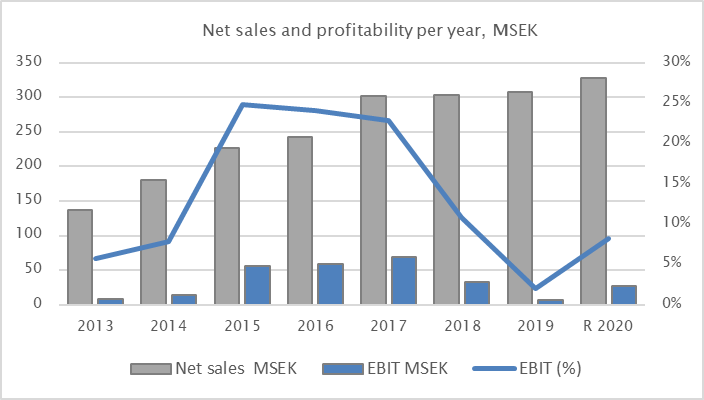 Net sales and profitability per year, MSEK
350 30%
300 25%
250 20%
200 15%
150 10%
100 5%
50 0%
0
2013 2014 2015 2016 2017 2018 2019 R 2020
Net sales MSEK EBIT MSEK EBIT (%)